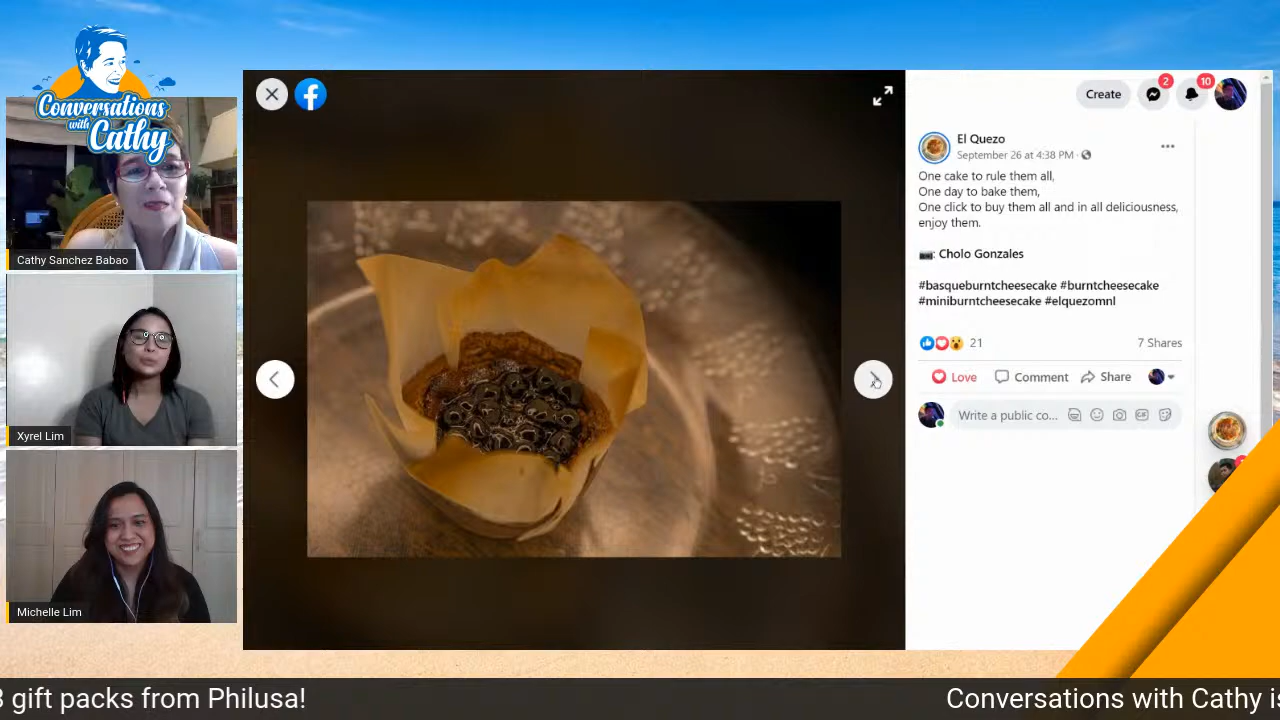 Conversations
with
Cathy
Cathy Sanchez Babao
Xyrel Lim
Michelle Lim
Create
2
10
El Quezo
September 26 at 4:38 PM ·
One cake to rule them all,
One day to bake them,
One click to buy them all and in all deliciousness,
enjoy them.
: Cholo Gonzales
#basqueburntcheesecake #burntcheesecake
#miniburntcheesecake #elquezomnl
21
7 Shares
Love
Comment
Share
Write a public co...
GIF
gift packs from Philusa!
Conversations with Cathy is